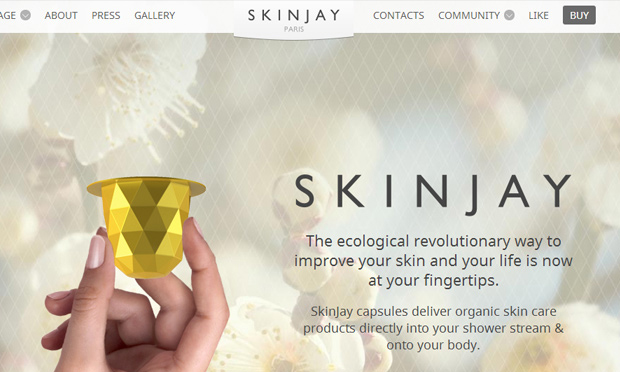 AGE ABOUT PRESS GALLERY SKINJAY CONTACTS COMMUNITY LIKE BUY
PARIS
SKINJAY
The ecological revolutionary way to
improve your skin and your life is now
at your fingertips.
SkinJay capsules deliver organic skin care
products directly into your shower stream &
onto your body.